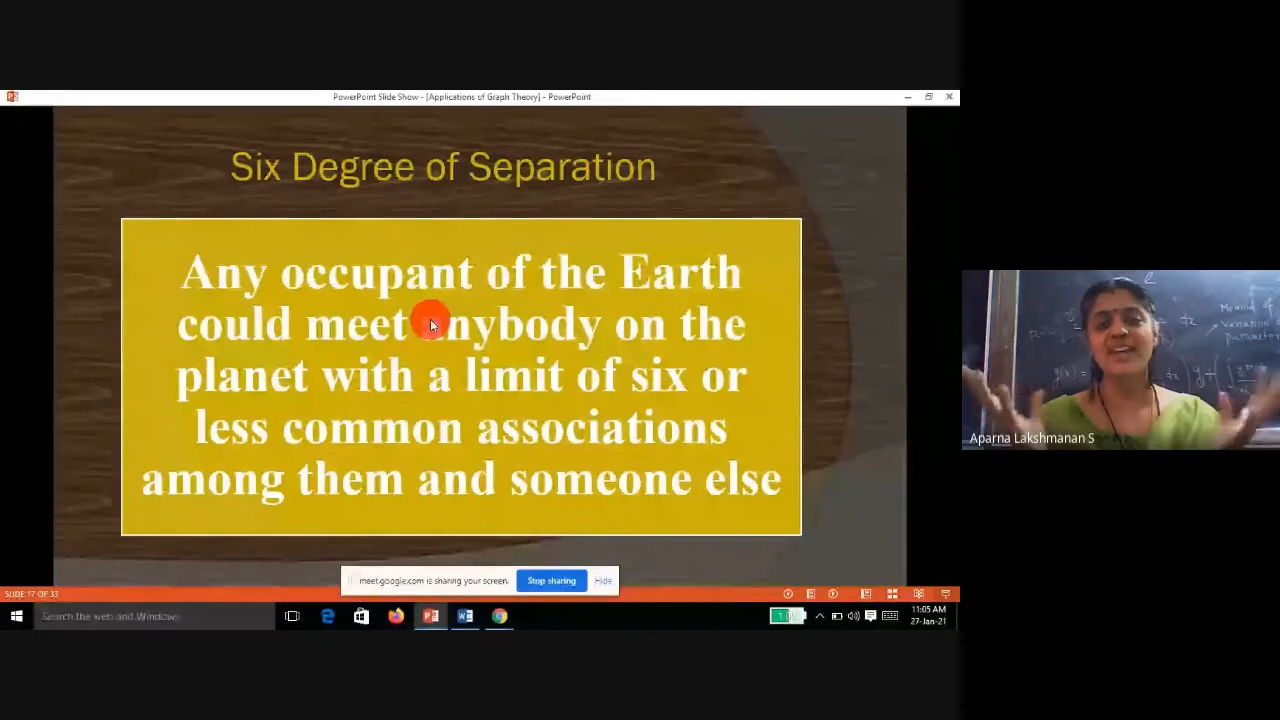 PowerPoint Slide Show - [Applications of Graph Theory] - PowerPoint
Six Degree of Separation
Any occupant of the Earth
could meet anybody on the
planet with a limit of six or
less common associations
among them and someone else
Aparna Lakshmanan S
meet.google.com is sharing your screen.
Stop sharing
Hide
SLIDE 17 OF 33
Search the web and Windows
11:05 AM
27-Jan-21